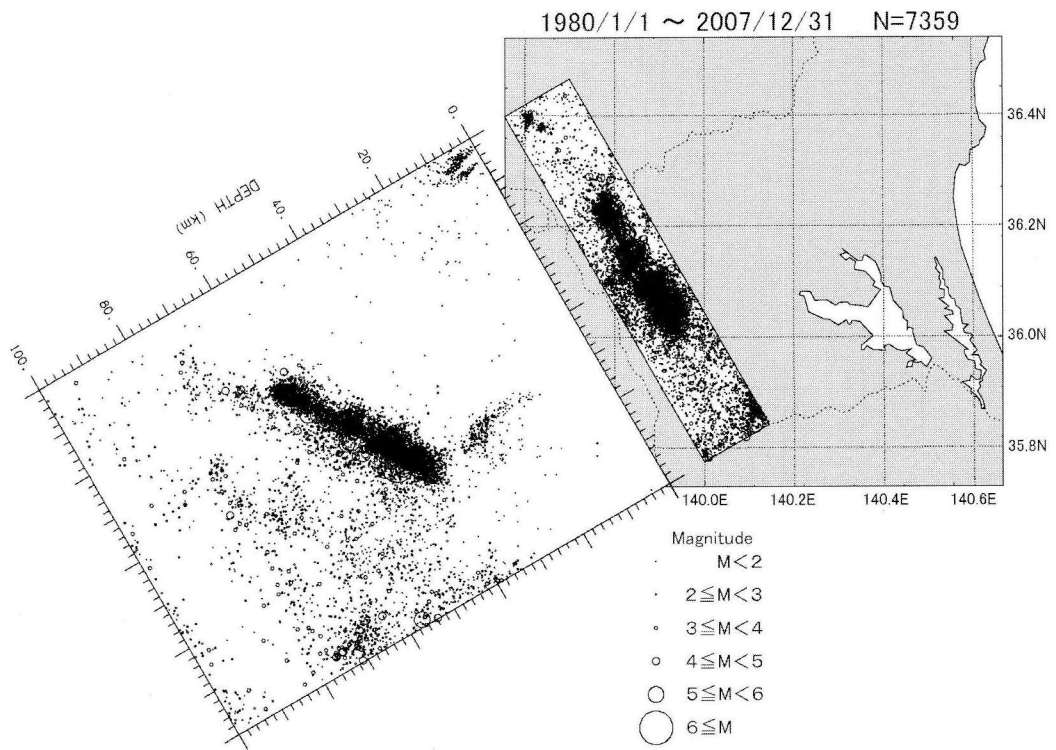 1980/1/1 ～ 2007/12/31 N=7359
36.4N
36.2N
36.0N
35.8N
140.0E 140.2E 140.4E 140.6E
0.
20.
40.
60.
80.
100.
DEPTH (km)
Magnitude
M<2
2≦M<3
3≦M<4
4≦M<5
5≦M<6
6≦M